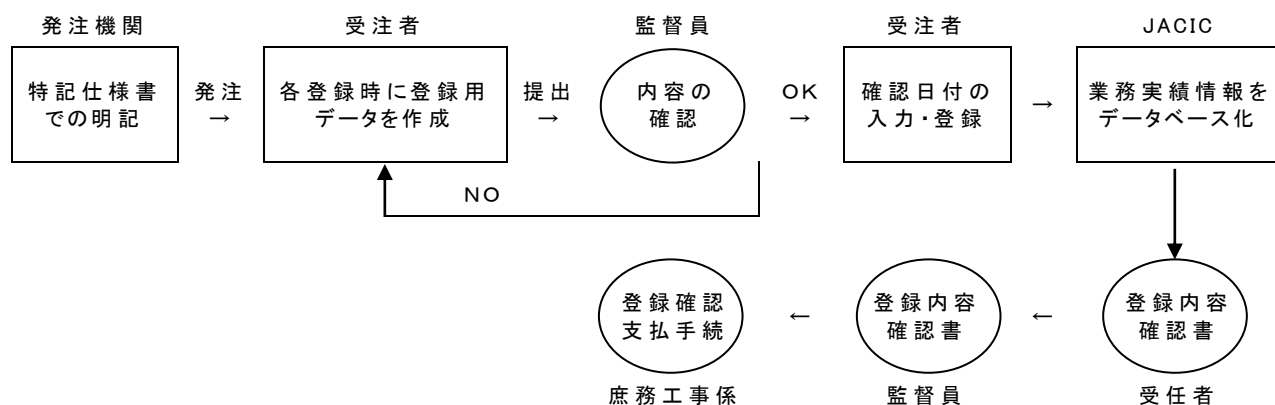 発注機関
受注者
監督員
受注者
JACIC
特記仕様書
での明記
発注
→
各登録時に登録用
データを作成
提出
→
内容の
確認
OK
→
確認日付の
入力・登録
→
業務実績情報を
データベース化
NO
登録確認
支払手続
←
登録内容
確認書
←
登録内容
確認書
庶務工事係
監督員
受任者